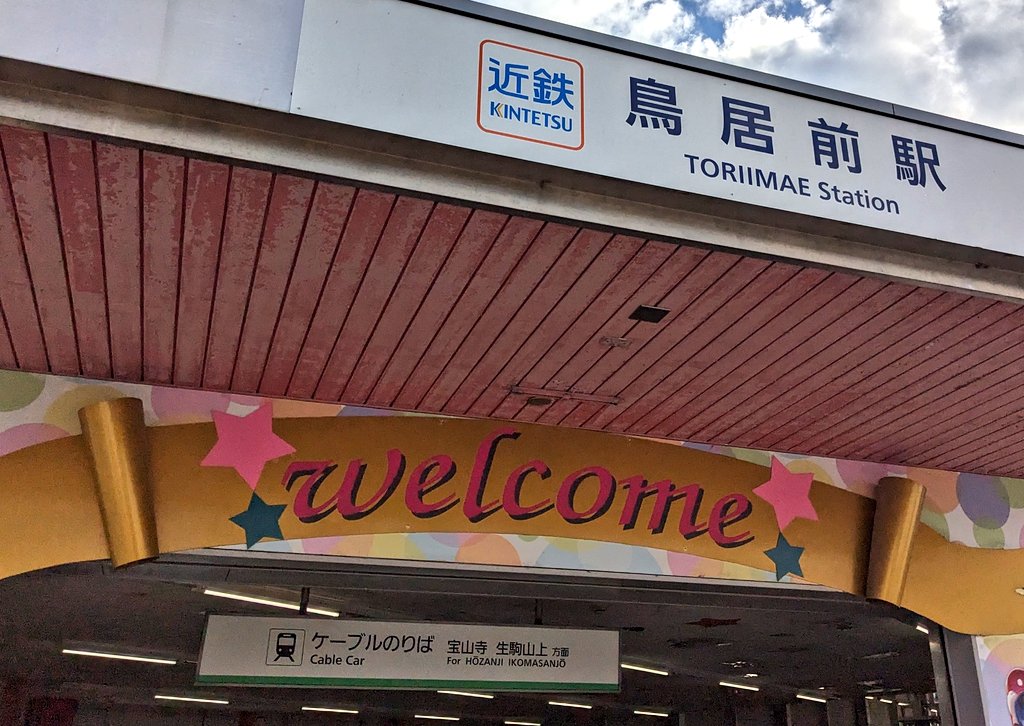 近鉄
KINTETSU
鳥居前駅
TORIIMAE Station
welcome
ケーブルのりば 宝山寺 生駒山上 方面
Cable Car For HŌZANJI IKOMASANJŌ